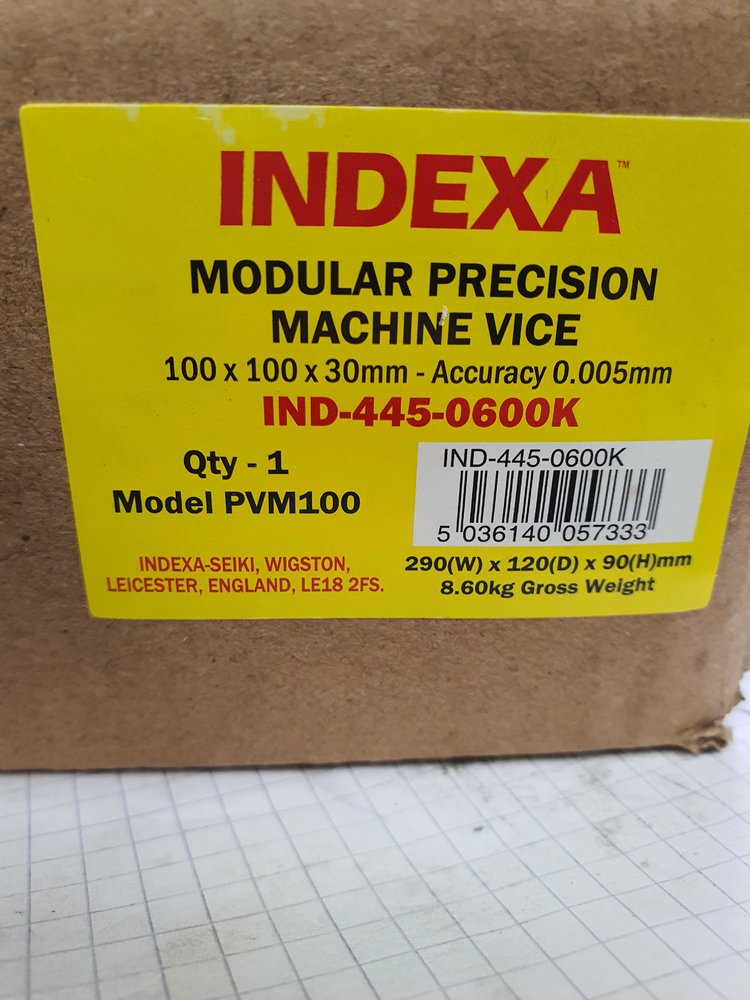 INDEXA™
MODULAR PRECISION
MACHINE VICE
100 x 100 x 30mm - Accuracy 0.005mm
IND-445-0600K
Qty - 1
Model PVM100
IND-445-0600K
5 036140 057333
INDEXA-SEIKI, WIGSTON,
LEICESTER, ENGLAND, LE18 2FS.
290(W) x 120(D) x 90(H)mm
8.60kg Gross Weight